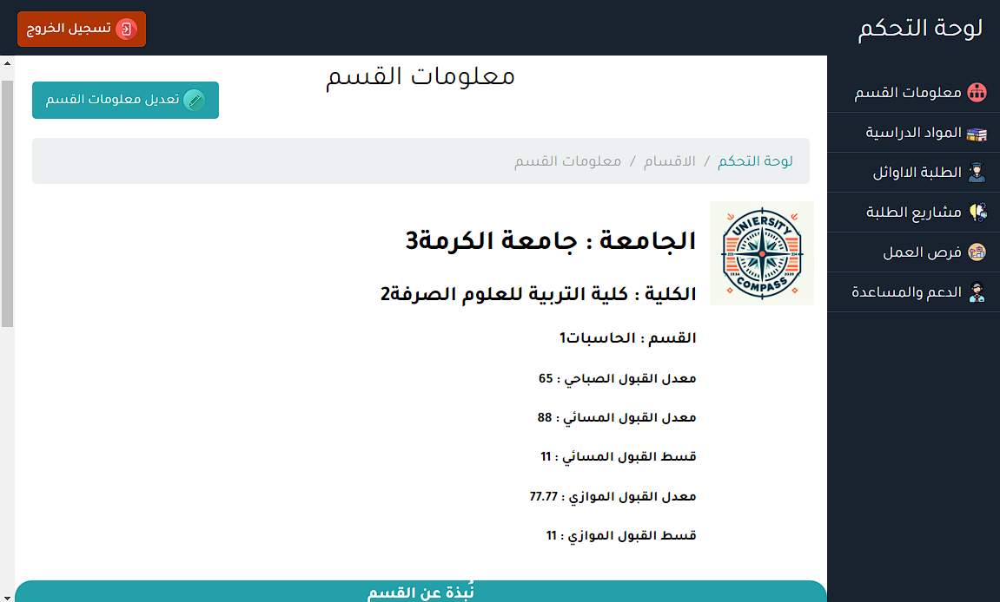 لوحة التحكم
تسجيل الخروج
معلومات القسم
المواد الدراسية
الطلبة الااوائل
مشاريع الطلبة
فرص العمل
الدعم والمساعدة
معلومات القسم
تعديل معلومات القسم
لوحة التحكم / الاقسام / معلومات القسم
UNIERSITY
COMPASS
الجامعة : جامعة الكرمة3
الكلية : كلية التربية للعلوم الصرفة2
القسم : الحاسبات1
معدل القبول الصباحي : 65
معدل القبول المسائي : 88
قسط القبول المسائي : 11
معدل القبول الموازي : 77.77
قسط القبول الموازي : 11
نُبذة عن القسم